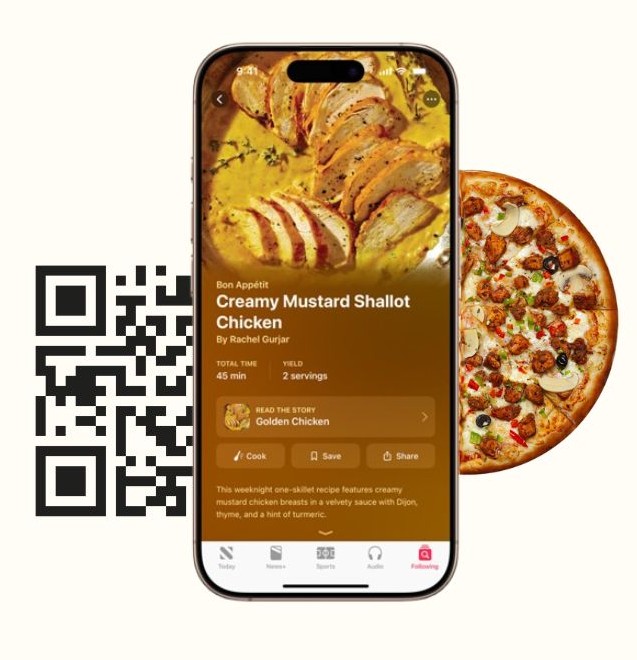 9:41
Bon Appétit
Creamy Mustard Shallot
Chicken
By Rachel Gurjar
TOTAL TIME YIELD
45 min 2 servings
READ THE STORY
Golden Chicken
Cook Save Share
This weeknight one-skillet recipe features creamy
mustard chicken breasts in a velvety sauce with Dijon,
thyme, and a hint of turmeric.
Today News+ Sports Audio Following